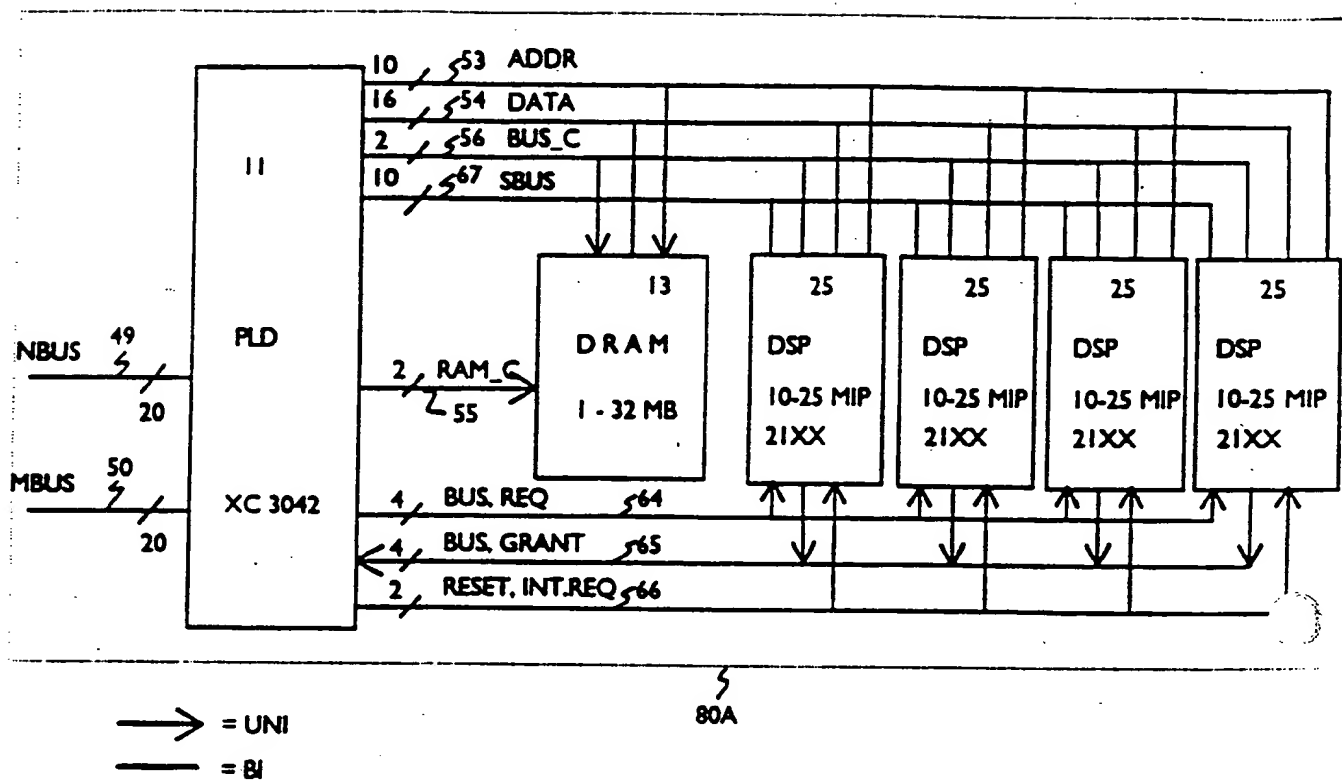 10 53 ADDR
16 54 DATA
2 56 BUS_C
10 67 SBUS
11
PLD
XC 3042
NBUS 49
20
MBUS 50
20
13
DRAM
1 - 32 MB
2 RAM_C
55
25
DSP
10-25 MIP
21XX
25
DSP
10-25 MIP
21XX
25
DSP
10-25 MIP
21XX
25
DSP
10-25 MIP
21XX
4 BUS, REQ 64
4 BUS, GRANT 65
2 RESET, INT.REQ 66
80A
= UNI
= BI